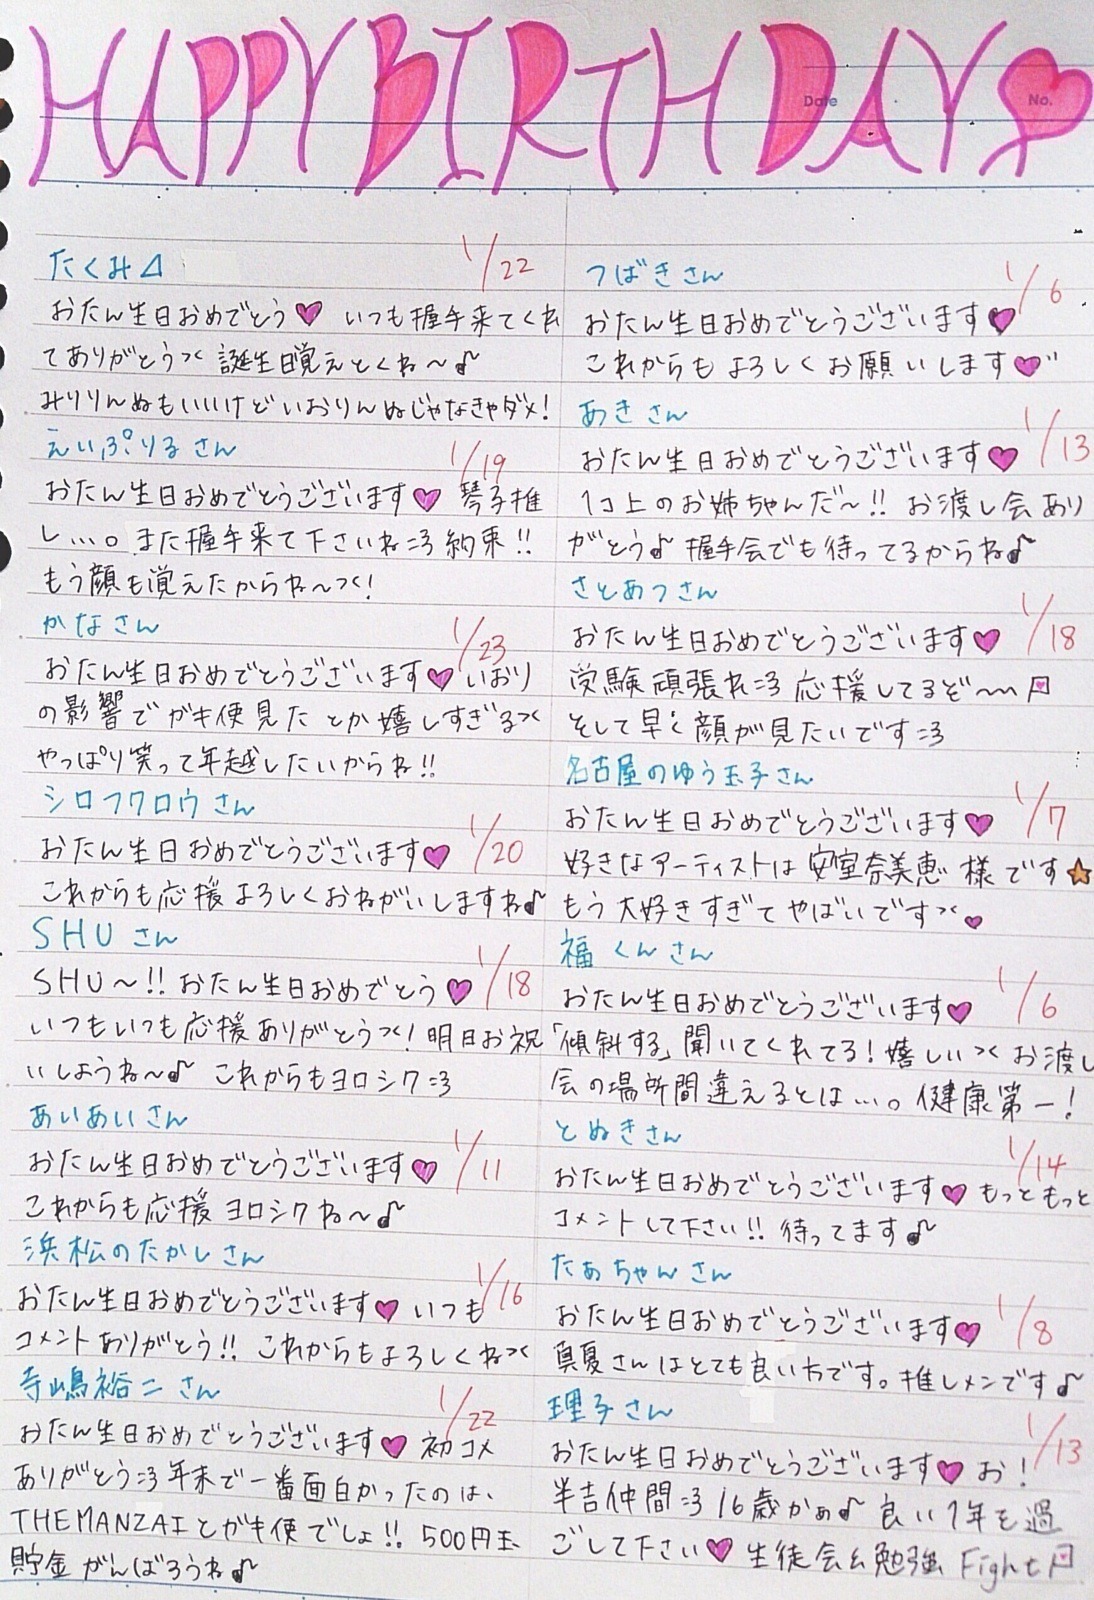 HAPPY BIRTHDAY
Date
No.
たくみ⊿
1/22
おたん生日おめでとう♥ いつも握手来てくれ
てありがとうつく 誕生日覚えとくね〜♪
みりりんぬもいいけどいおりんぬじゃなきゃダメ!
えいぷりるさん
1/19
おたん生日おめでとうございます♥ 琴子推
し…。また握手来て下さいね=3 約束!!
もう顔も覚えたからね〜つく!
かなさん
1/23
おたん生日おめでとうございます♥ いおり
の影響でガキ使見たとか嬉しすぎるつく
やっぱり笑って年越したいからね!!
シロフクロウさん
1/20
おたん生日おめでとうございます♥
これからも応援よろしくおねがいしますね♪
SHUさん
1/18
SHU〜!! おたん生日おめでとう♥
いつもいつも応援ありがとうつく! 明日お祝
いしようね〜♪ これからもヨロシク=3
あいあいさん
1/11
おたん生日おめでとうございます♥
これからも応援ヨロシクね〜♪
浜松のたかしさん
1/16
おたん生日おめでとうございます♥ いつも
コメントありがとう!! これからもよろしくねつく
寺嶋裕二さん
1/22
おたん生日おめでとうございます♥ 初コメ
ありがとう=3 年末で一番面白かったのは、
THEMANZAIとガキ使でしょ!! 500円玉
貯金がんばろうね♪
つばきさん
1/6
おたん生日おめでとうございます♥
これからもよろしくお願いします♥
あきさん
1/13
おたん生日おめでとうございます♥
1コ上のお姉ちゃんだ〜!! お渡し会あり
がとう♪ 握手会でも待ってるからね♪
さとあつさん
1/18
おたん生日おめでとうございます♥
受験頑張れ=3 応援してるぞ〜
そして早く顔が見たいです=3
名古屋のゆう玉子さん
1/7
おたん生日おめでとうございます♥
好きなアーティストは安室奈美恵様です★
もう大好きすぎてやばいですつく♥
福くんさん
1/6
おたん生日おめでとうございます♥
「傾斜する」聞いてくれてる! 嬉しいつく お渡し
会の場所間違えるとは…。健康第一!
とぬきさん
1/14
おたん生日おめでとうございます♥ もっともっと
コメントして下さい!! 待ってます♪
たあちゃんさん
1/8
おたん生日おめでとうございます♥
真夏さんはとても良い方です。推しメンです♪
理子さん
1/13
おたん生日おめでとうございます♥ お!
半吉仲間=3 16歳かぁ♪ 良い1年を過
ごして下さい♥ 生徒会&勉強 Fight